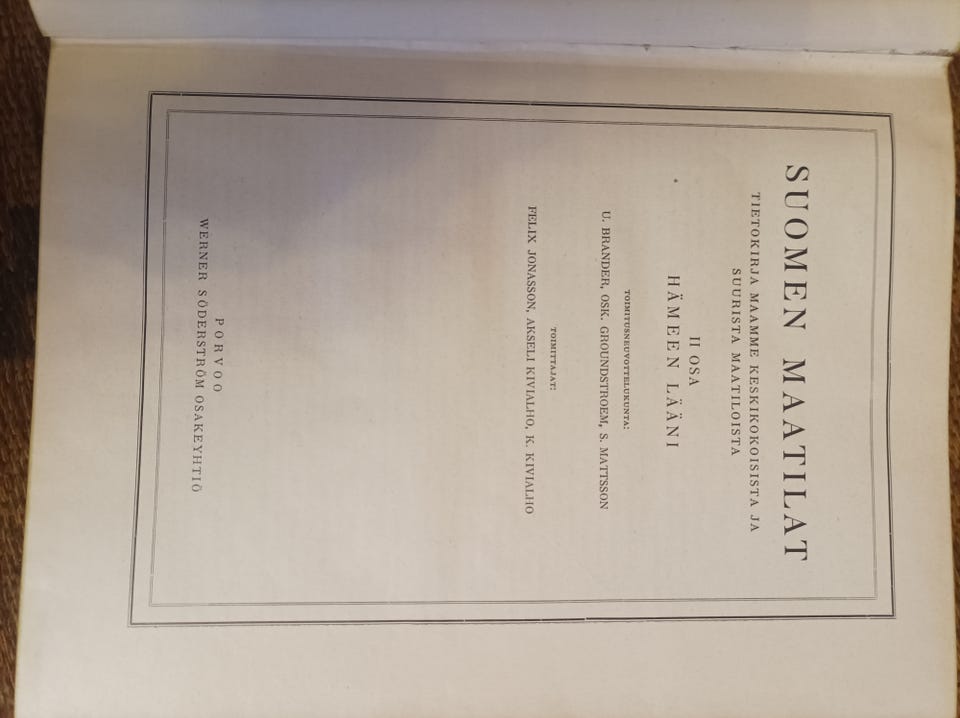 SUOMEN MAATILAT
TIETOKIRJA MAAMME KESKIKOKOISISTA JA
SUURISTA MAATILOISTA
II OSA
HÄMEEN LÄÄNI
TOIMITUSNEUVOTTELUKUNTA:
U. BRANDER, OSK. GROUNDSTROEM, S. MATTSSON
TOIMITTAJAT:
FELIX JONASSON, AKSELI KIVIALHO, K. KIVIALHO
PORVOO
WERNER SÖDERSTRÖM OSAKEYHTIÖ